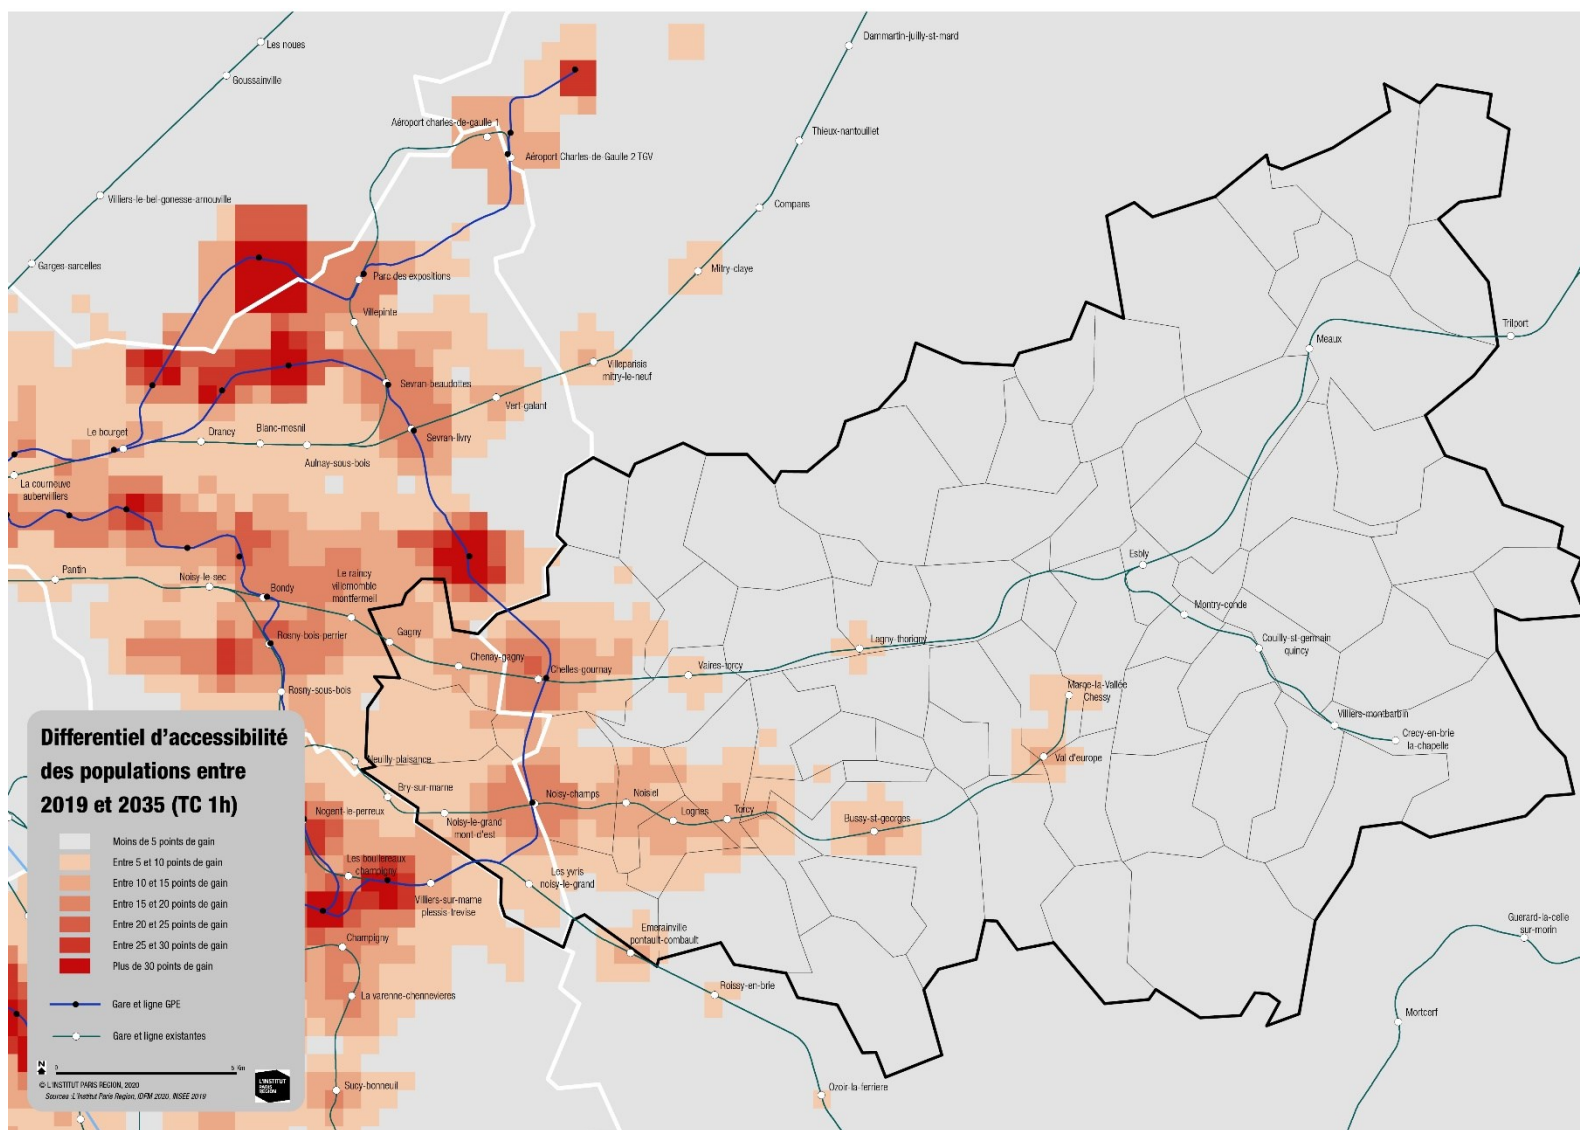 Les noues
Dammartin-juilly-st-mard
Goussainville
Aéroport charles-de-gaulle 1
Thieux-nantouillet
Aéroport Charles-de-Gaulle 2 TGV
Villiers-le-bel-gonesse-arnouville
Compans
Garges-sarcelles
Parc des expositions
Mitry-claye
Villepinte
Trilport
Meaux
Villeparisis
mitry-le-neuf
Sevran-beaudottes
Vert-galant
Le bourget
Drancy
Blanc-mesnil
Sevran-livry
Aulnay-sous-bois
La courneuve
aubervilliers
Esbly
Pantin
Noisy-le-sec
Le raincy
villemomble
montfermeil
Bondy
Montry-conde
Rosny-bois-perrier
Gagny
Lagny-thorigny
Couilly-st-germain
quincy
Chenay-gagny
Chelles-gournay
Vaires-torcy
Rosny-sous-bois
Marne-la-Vallée
Chessy
Villiers-montbarbin
Crecy-en-brie
la-chapelle
Val d'europe
Neuilly-plaisance
Bry-sur-marne
Noisy-champs
Noisiel
Nogent-le-perreux
Noisy-le-grand
mont-d'est
Lognes
Torcy
Bussy-st-georges
Les boullereaux
champigny
Les yvris
noisy-le-grand
Villiers-sur-marne
plessis-trevise
Champigny
Emerainville
pontault-combault
Guerard-la-celle
sur-morin
La varenne-chennevieres
Roissy-en-brie
Mortcerf
Sucy-bonneuil
Ozoir-la-ferriere
Differentiel d'accessibilité
des populations entre
2019 et 2035 (TC 1h)
Moins de 5 points de gain
Entre 5 et 10 points de gain
Entre 10 et 15 points de gain
Entre 15 et 20 points de gain
Entre 20 et 25 points de gain
Entre 25 et 30 points de gain
Plus de 30 points de gain
Gare et ligne GPE
Gare et ligne existantes
N
0 5 Km
© L'INSTITUT PARIS REGION, 2020
Sources :L'Institut Paris Region, IDFM 2020, INSEE 2019
L'INSTITUT
PARIS
REGION